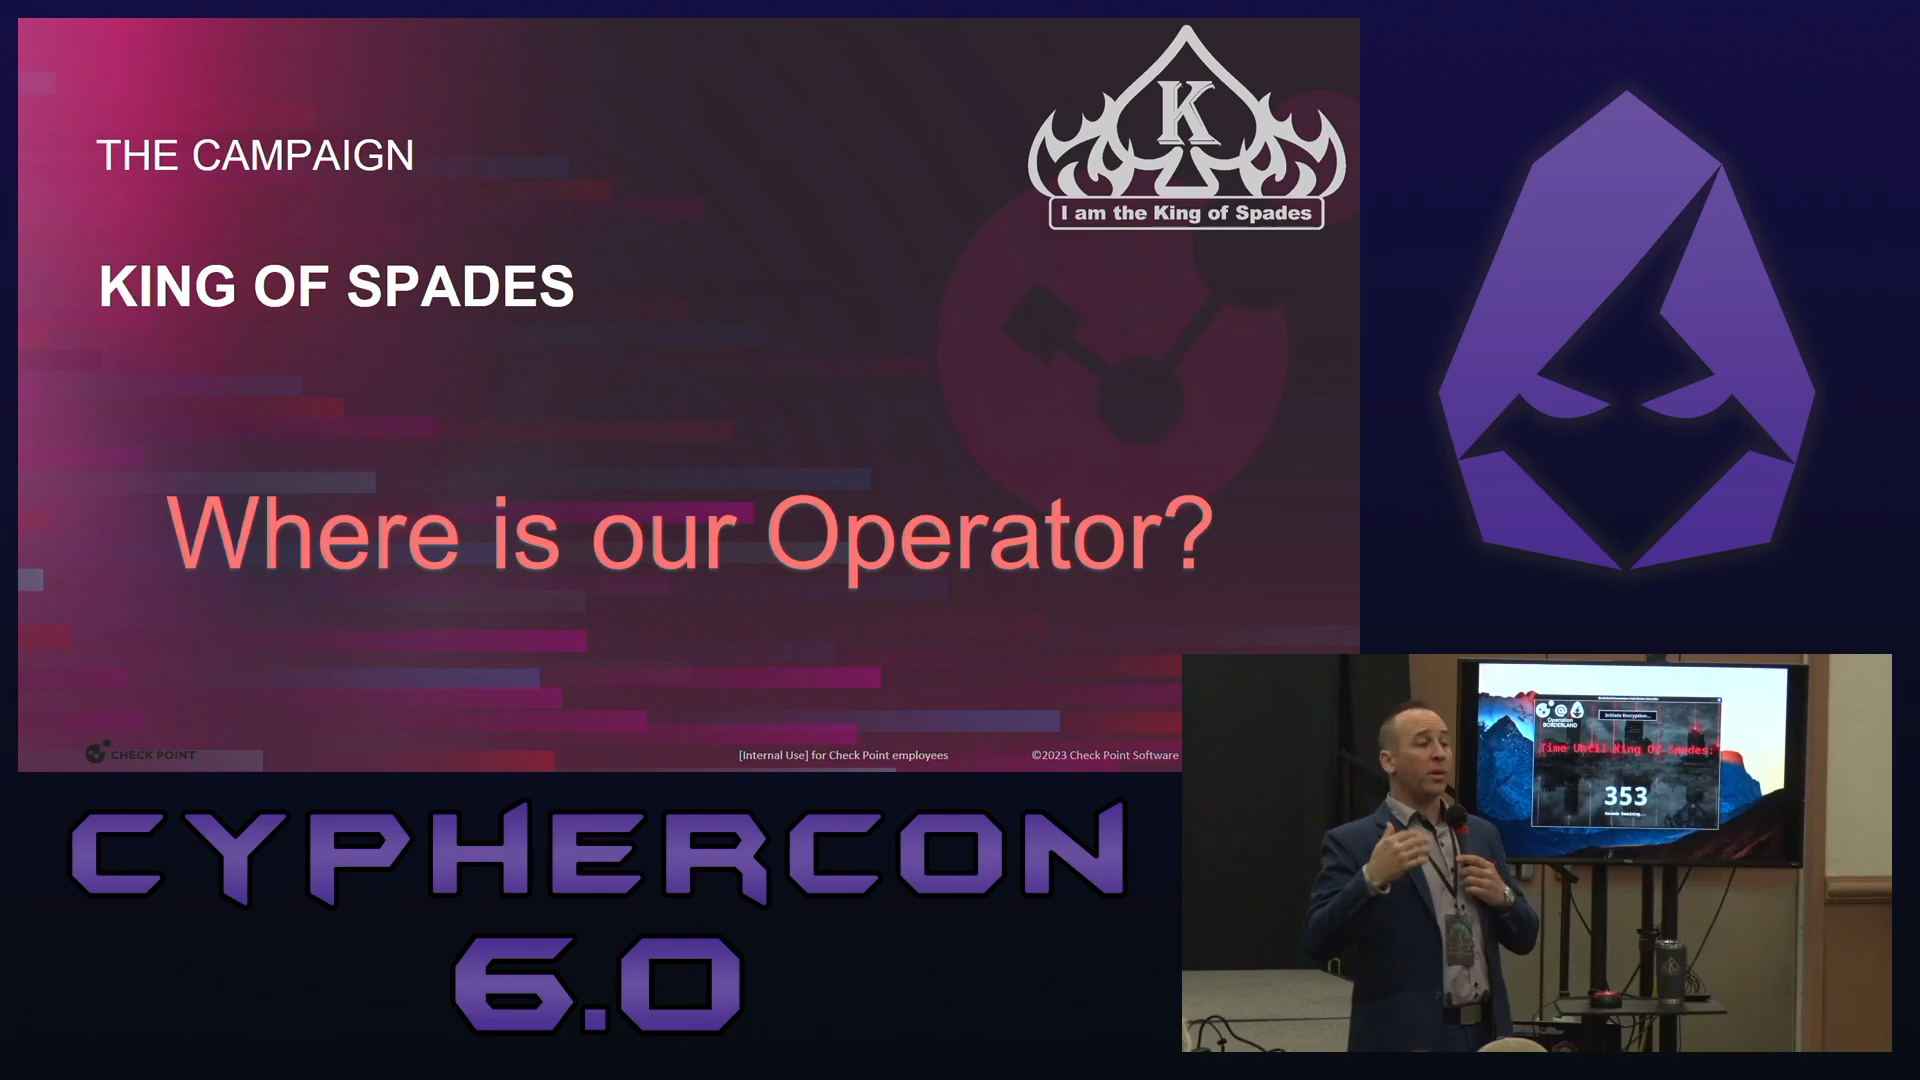 THE CAMPAIGN
K
I am the King of Spades
KING OF SPADES
Where is our Operator?
CHECK POINT
[Internal Use] for Check Point employees
©2023 Check Point Software
CYPHERCON
6.0
Operation
BORDERLAND
Initiate Encryption...
Time Until King Of Spades:
353
Seconds Remaining...